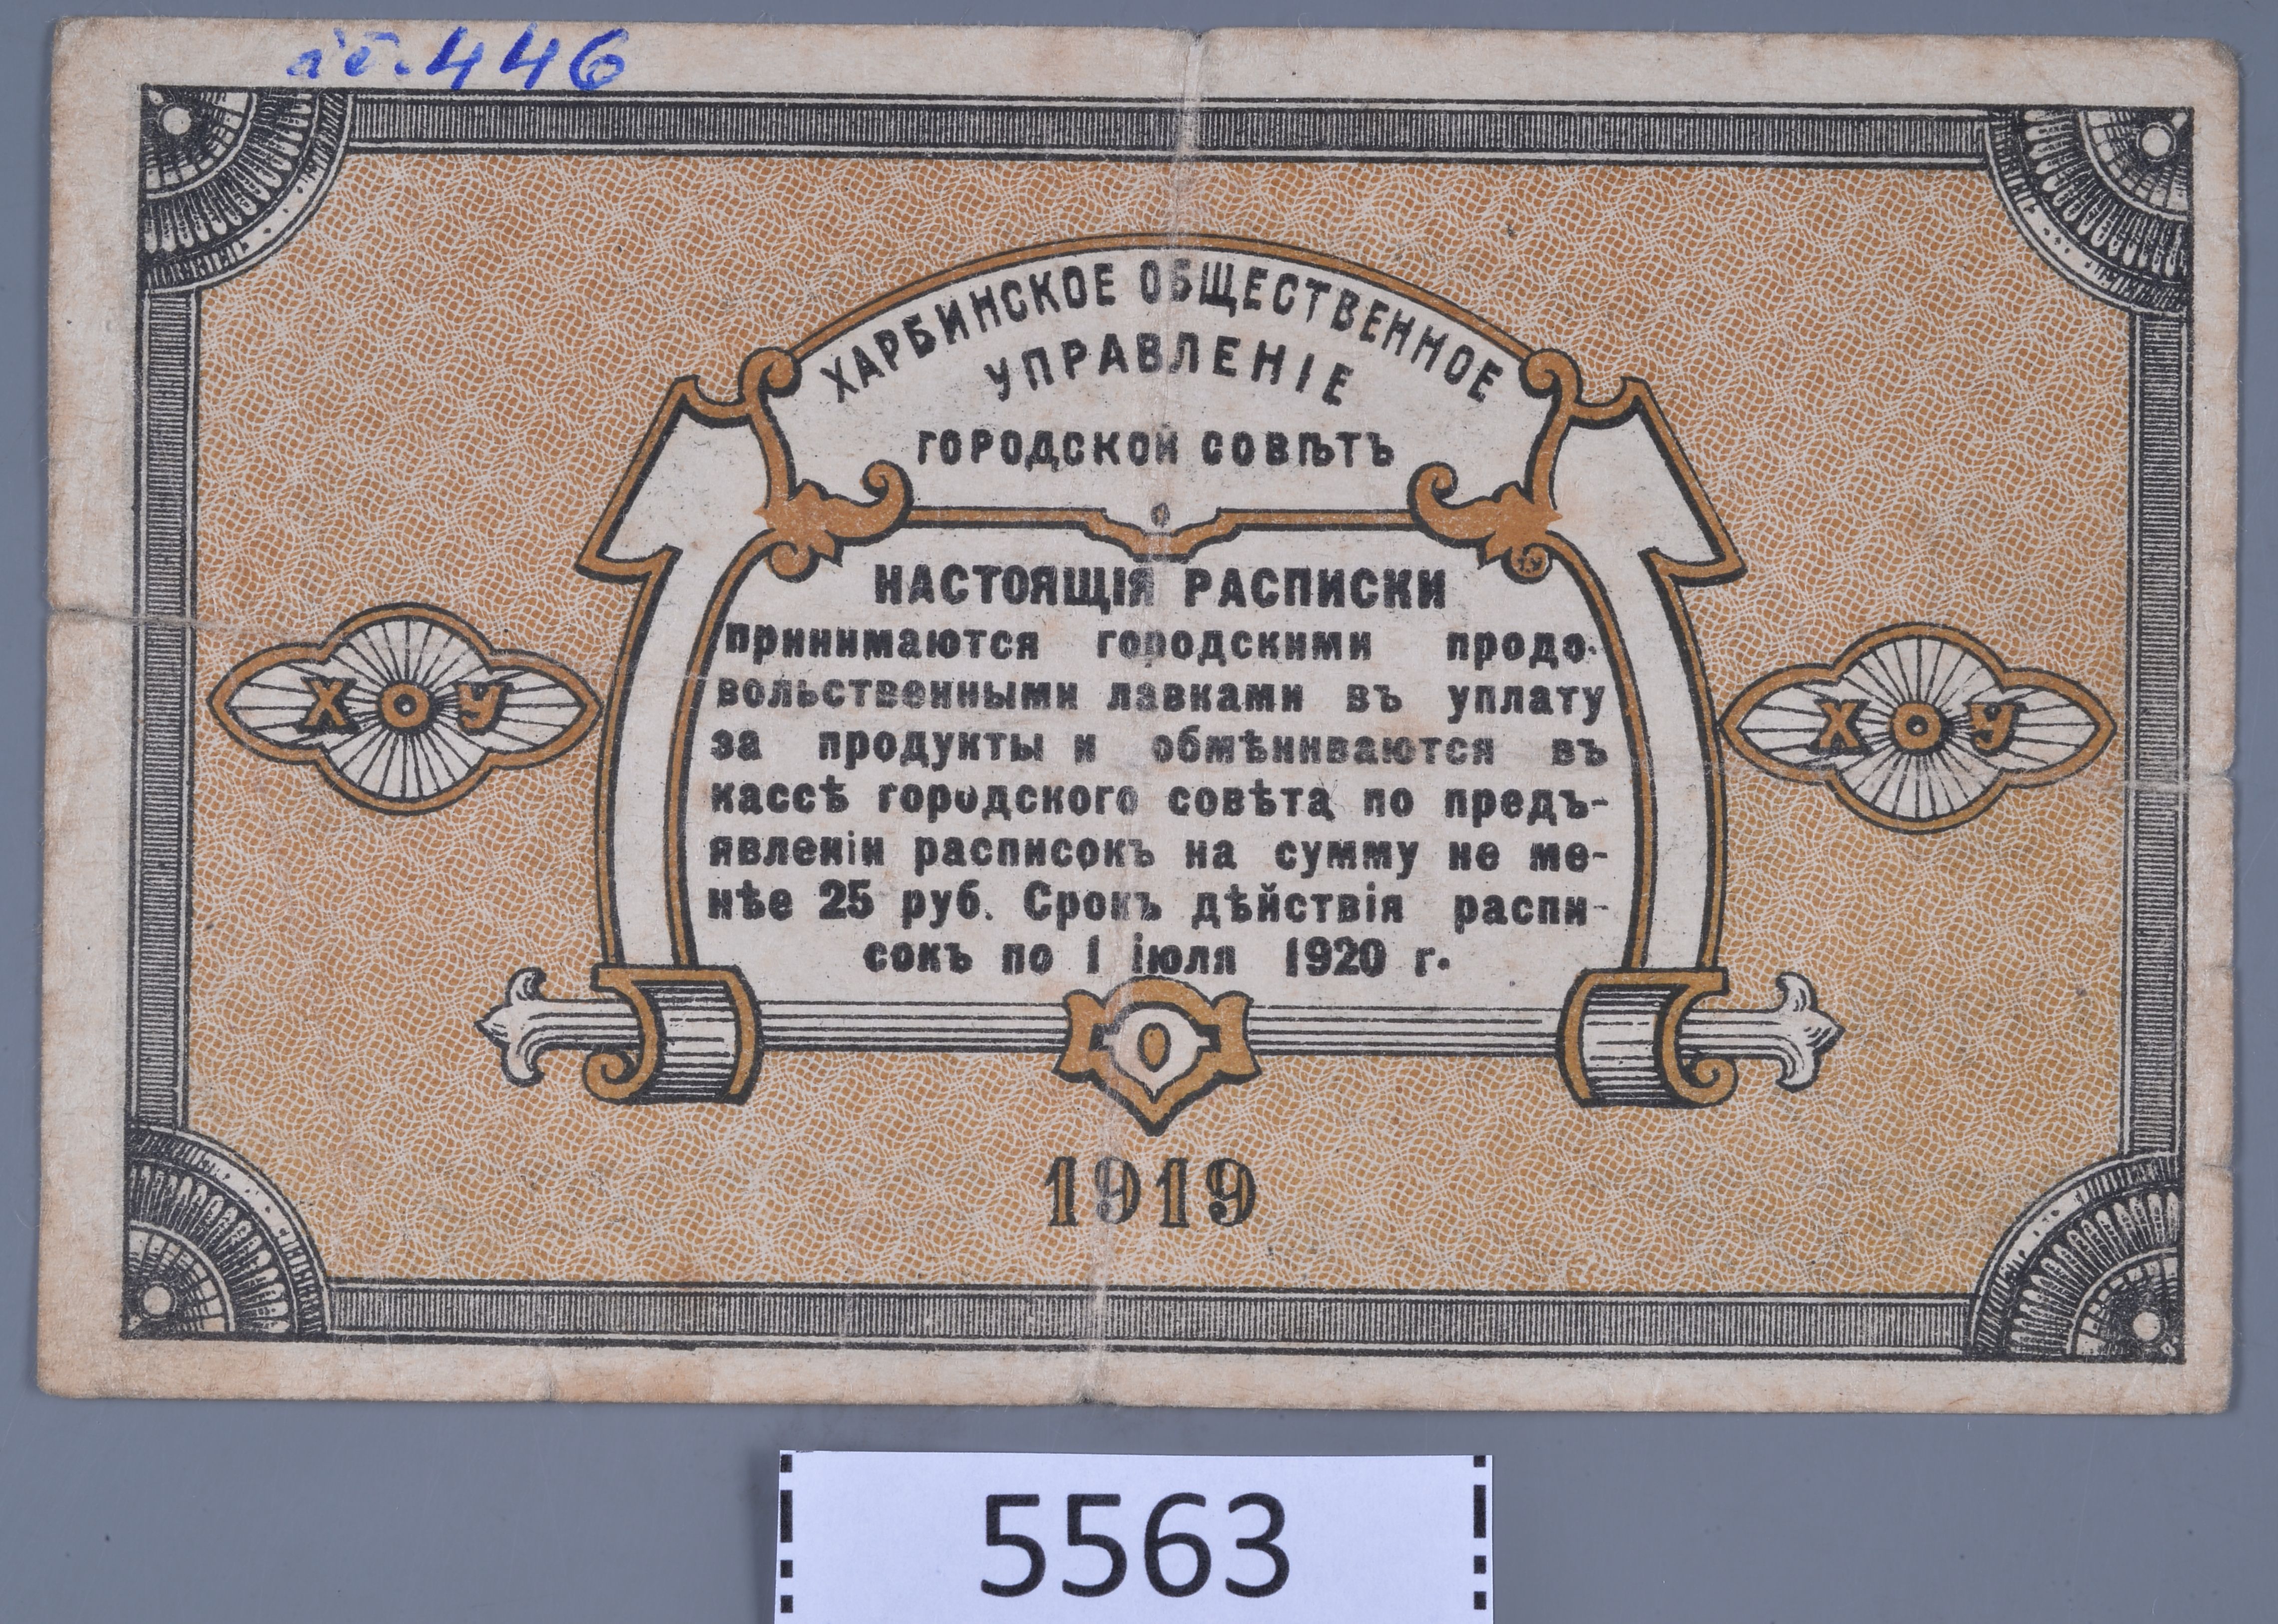 446
ХАРБИНСКОЕ ОБЩЕСТВЕННОЕ
УПРАВЛЕНІЕ
ГОРОДСКОЙ СОВѢТЪ
НАСТОЯЩІЯ РАСПИСКИ
принимаются городскими продо-
вольственными лавками въ уплату
за продукты и обмѣниваются въ
кассѣ городского совѣта по предъ-
явленіи расписокъ на сумму не ме-
нѣе 25 руб. Срокъ дѣйствія распи-
сокъ по 1 іюля 1920 г.
ХОУ
ХОУ
1919
5563